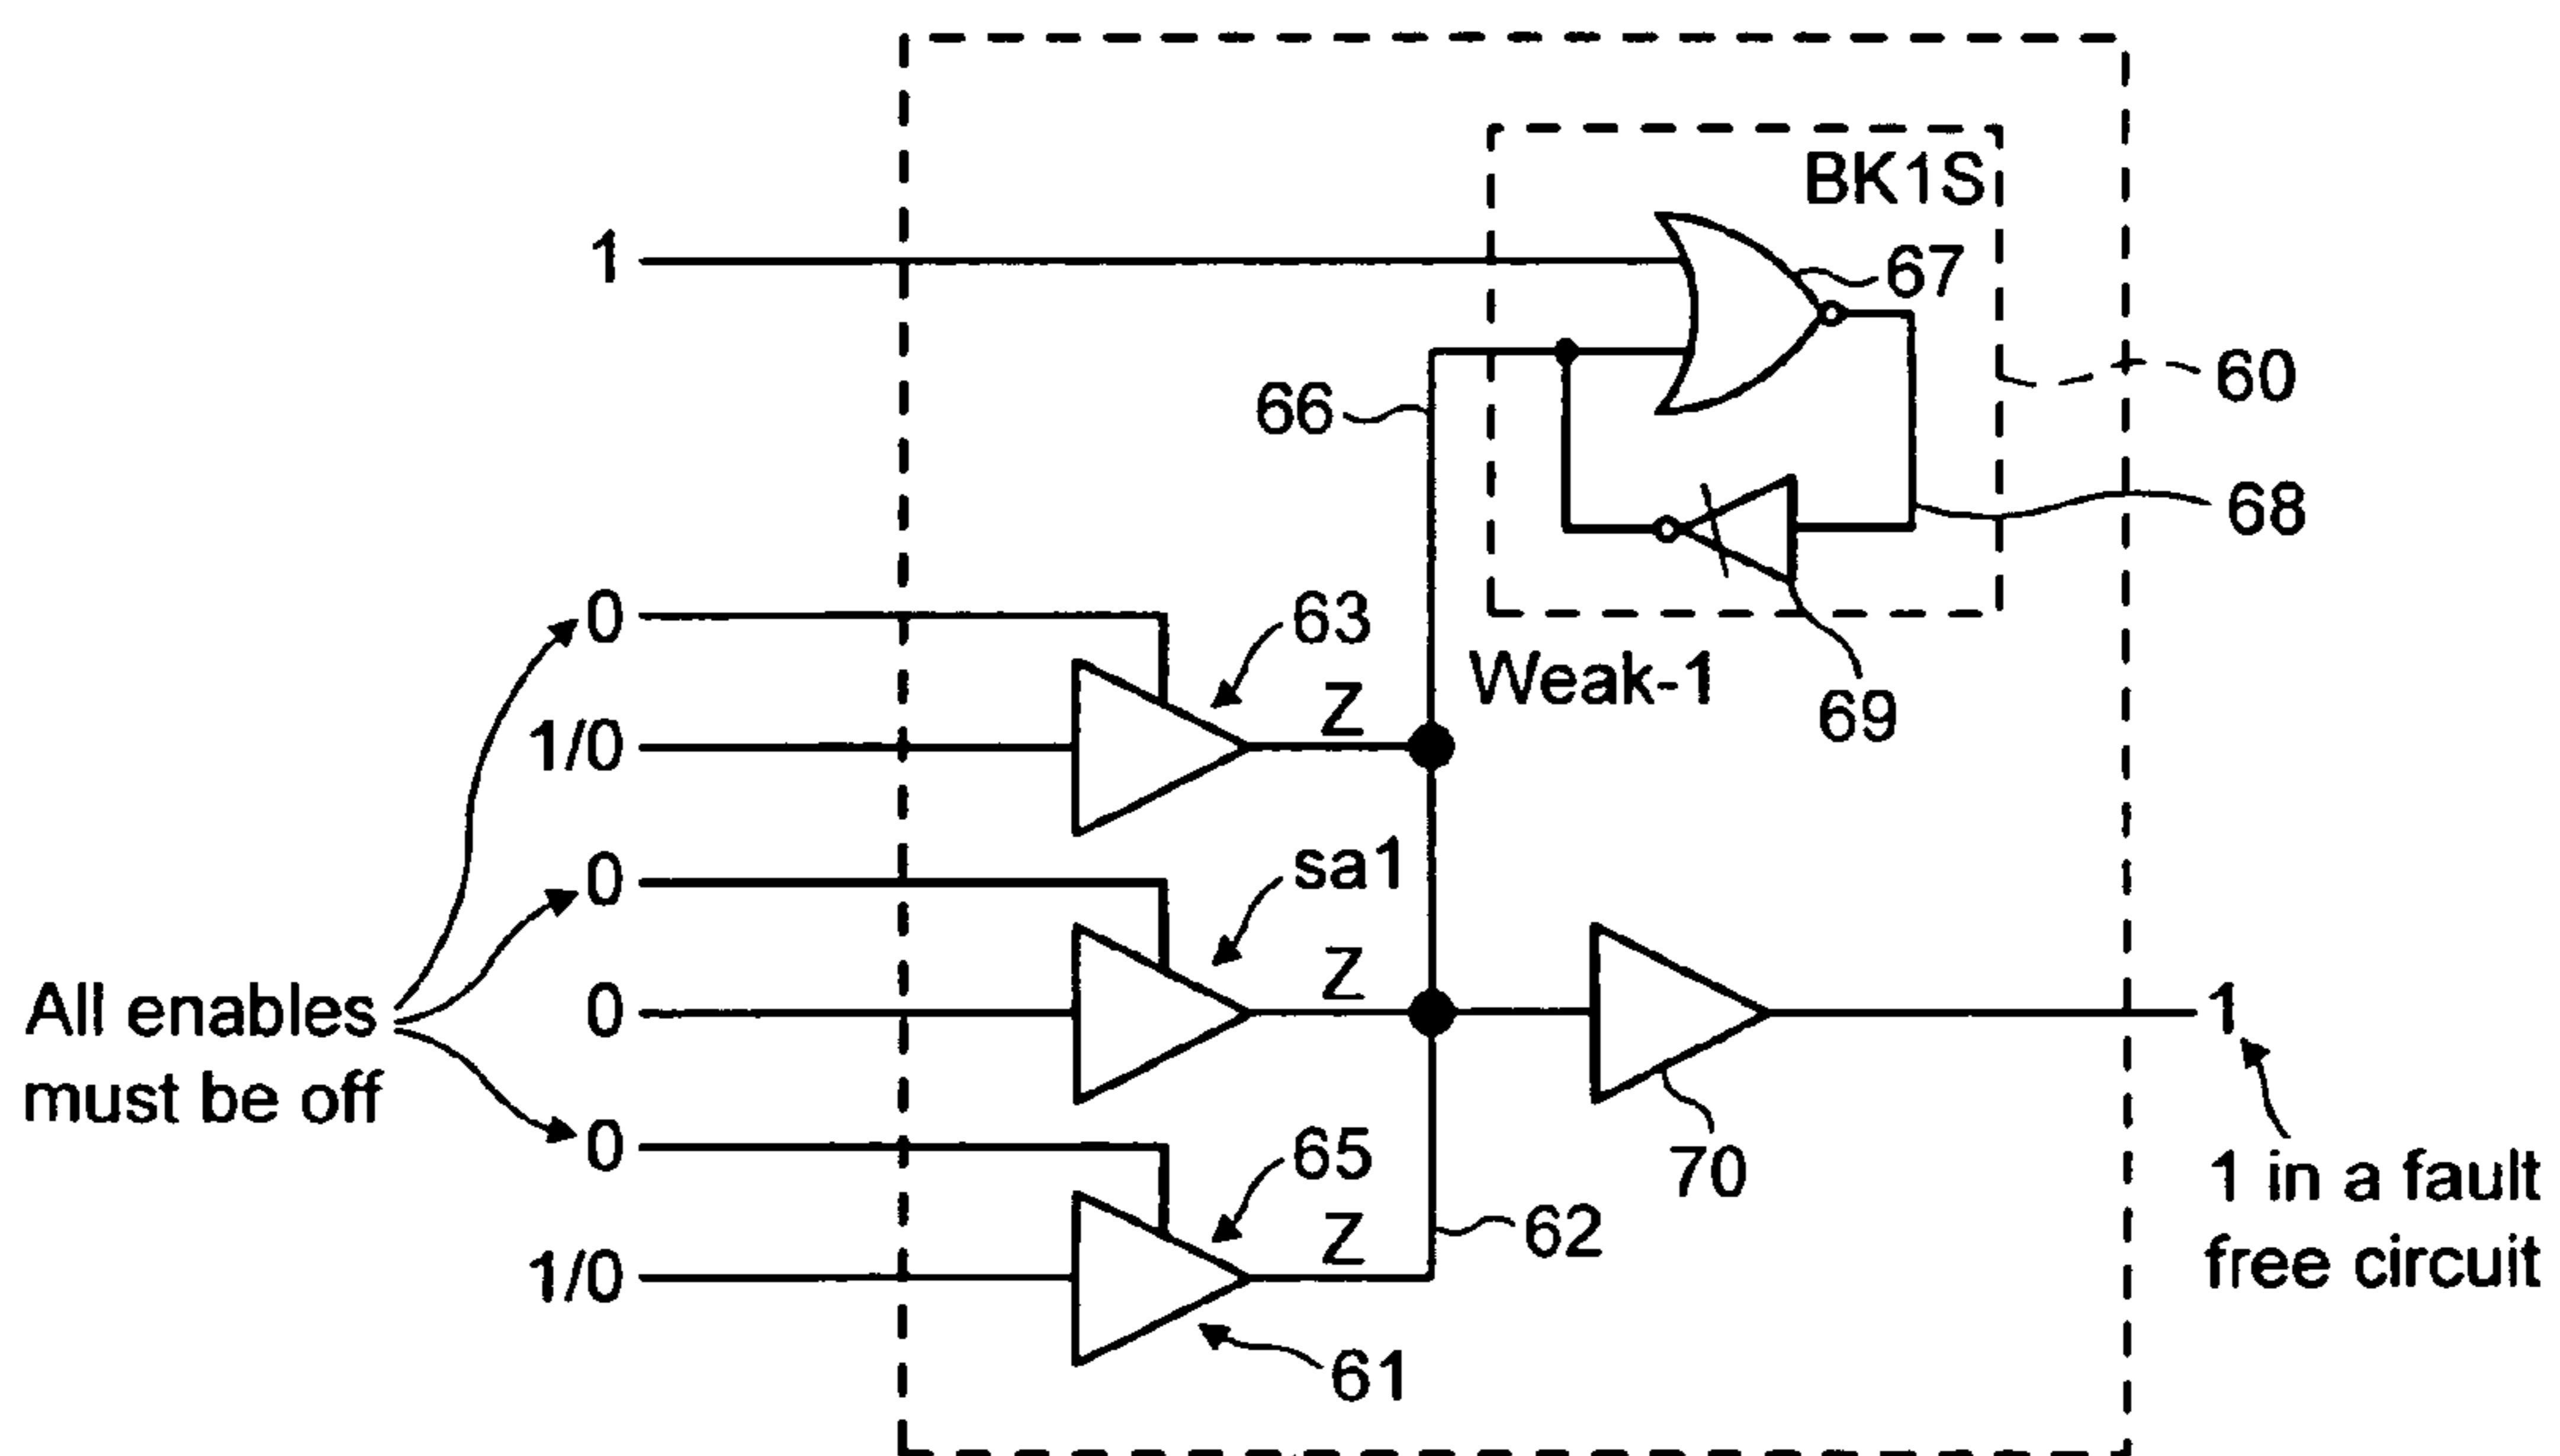 BK1S
1
67
60
66
68
0
63
Weak-1
69
Z
1/0
sa1
0
Z
All enables
must be off
0
1
70
1 in a fault
free circuit
0
65
Z
62
1/0
61